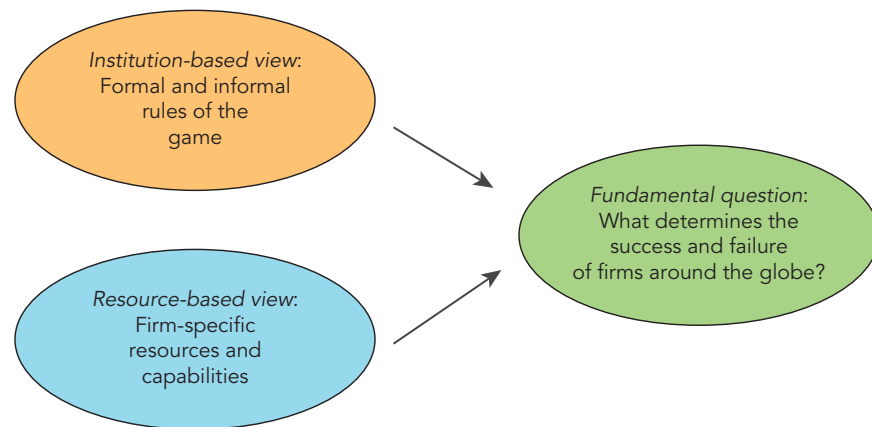 Institution-based view:
Formal and informal
rules of the
game
Fundamental question:
What determines the
success and failure
of firms around the globe?
Resource-based view:
Firm-specific
resources and
capabilities